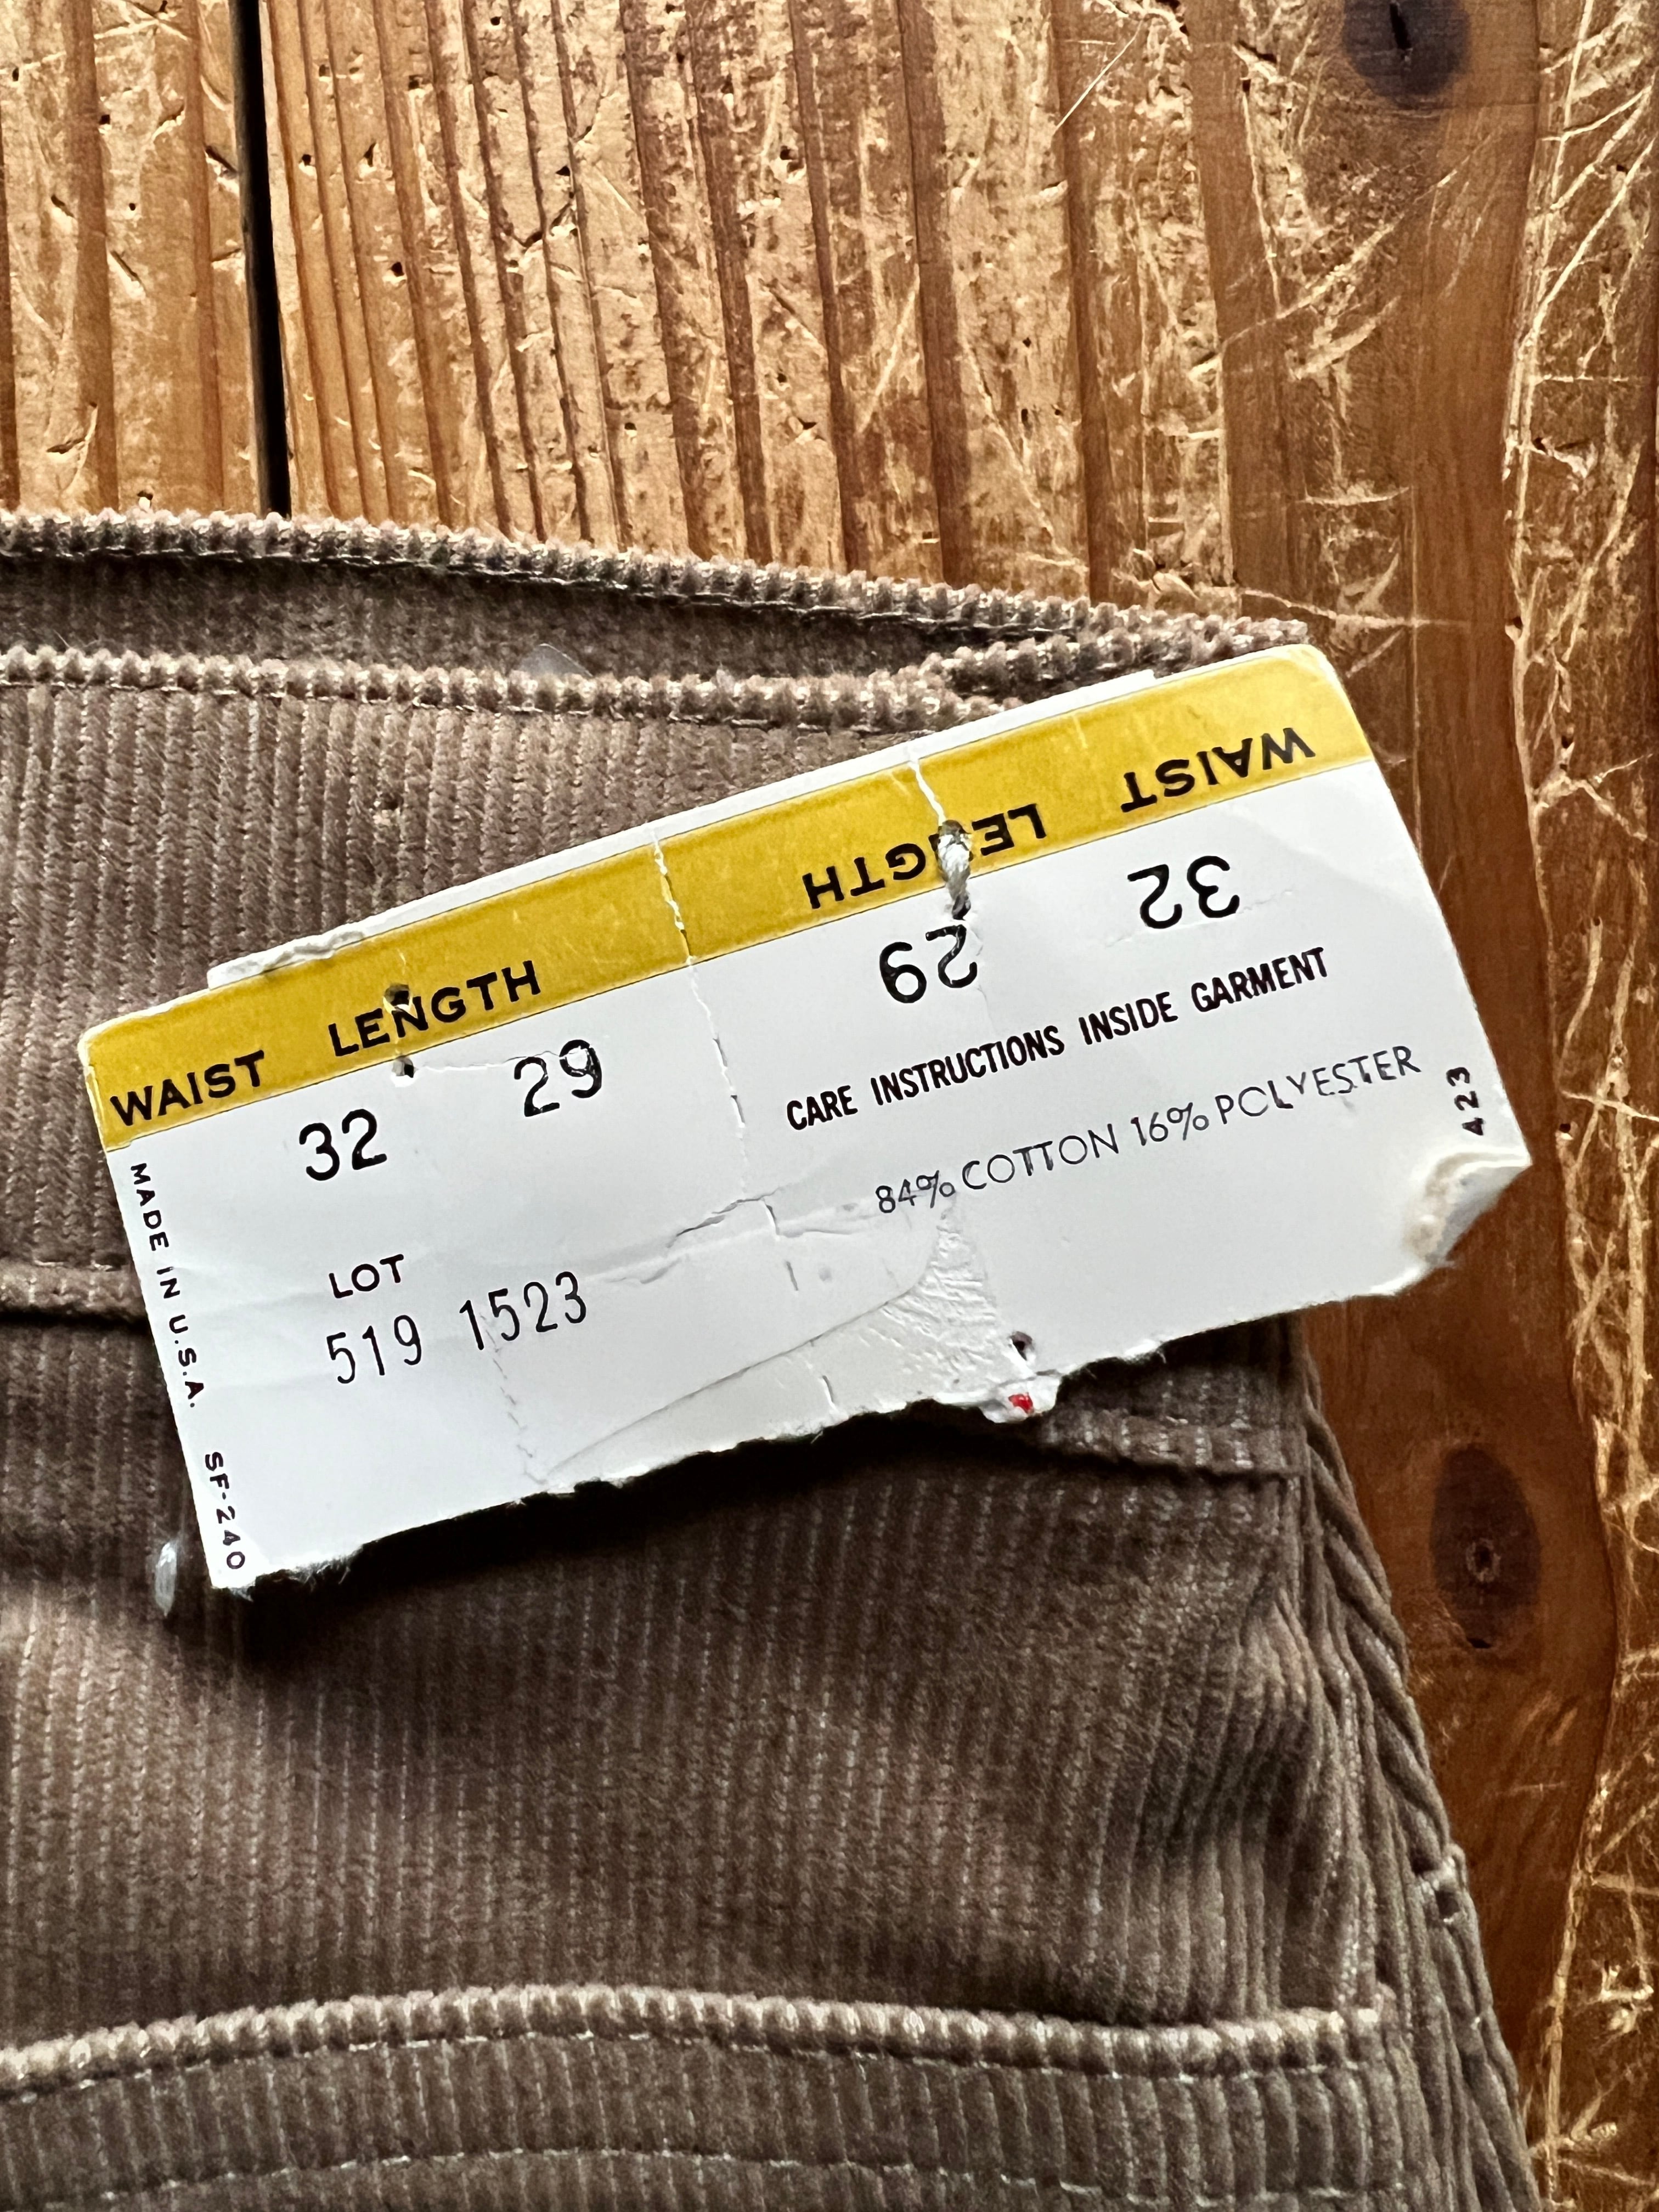 WAIST LENGTH
32 29
LOT
519 1523
MADE IN U.S.A. SF-240
WAIST LENGTH
32 29
CARE INSTRUCTIONS INSIDE GARMENT
84% COTTON 16% POLYESTER
423